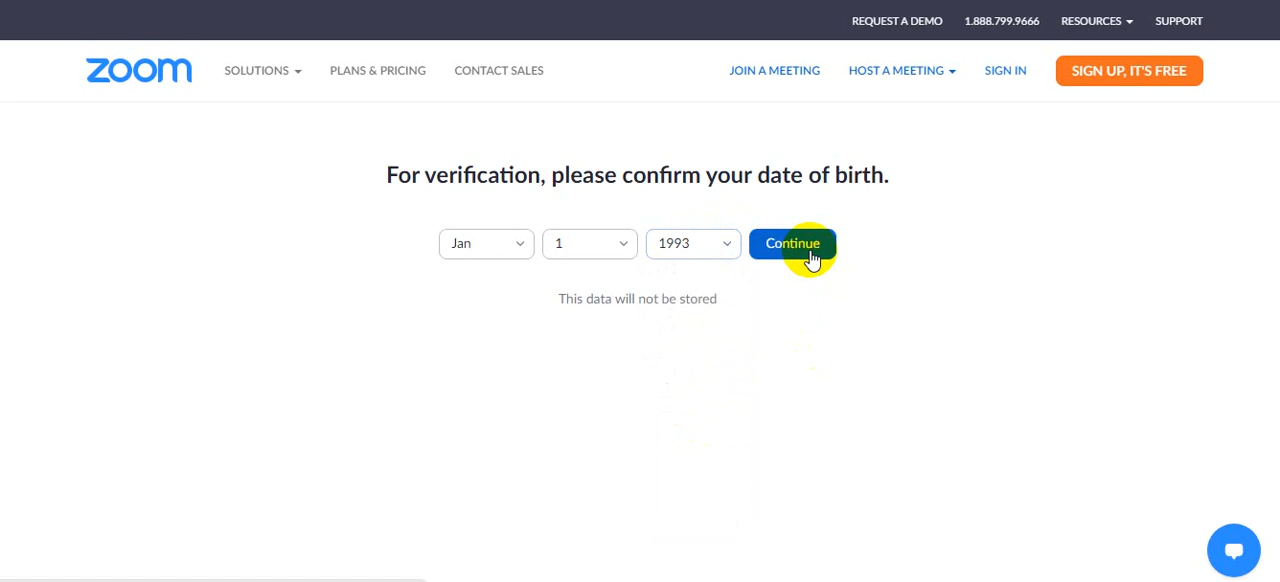 REQUEST A DEMO 1.888.799.9666 RESOURCES SUPPORT
zoom SOLUTIONS PLANS & PRICING CONTACT SALES JOIN A MEETING HOST A MEETING SIGN IN SIGN UP, IT'S FREE
For verification, please confirm your date of birth.
Jan 1 1993 Continue
This data will not be stored